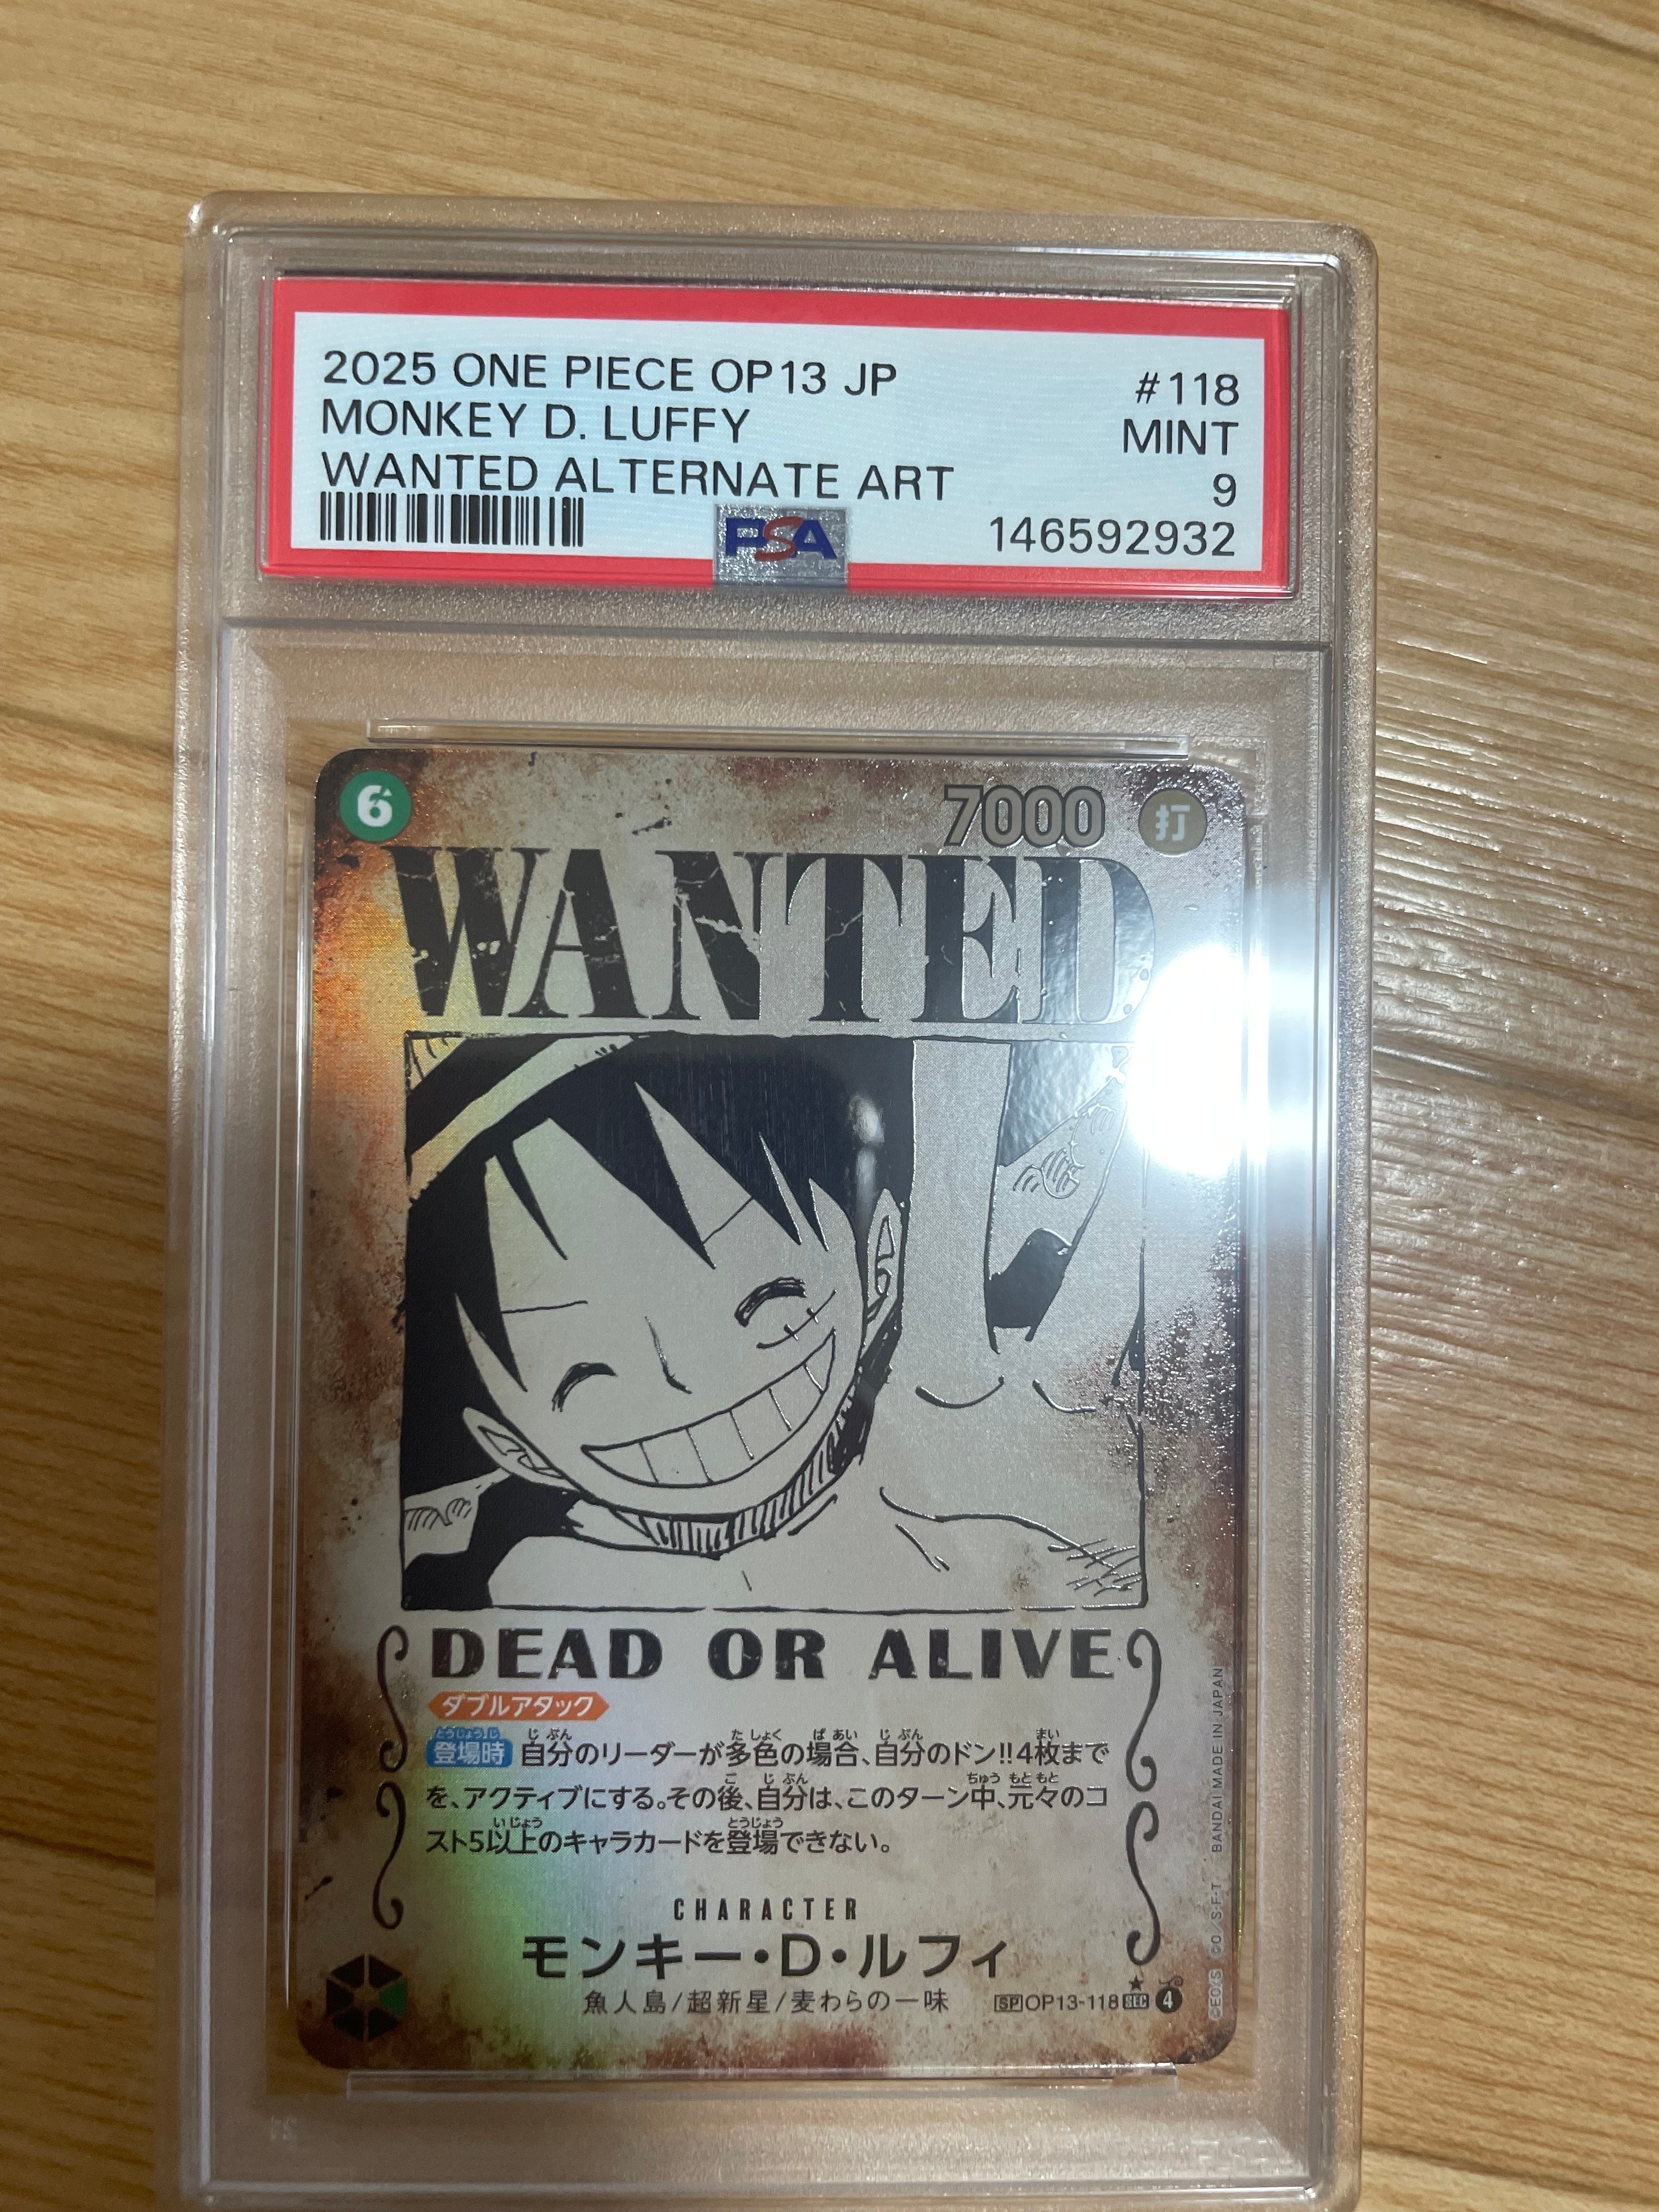 2025 ONE PIECE OP13 JP #118
MONKEY D. LUFFY MINT
WANTED ALTERNATE ART 9
PSA 146592932
6 7000 打
WANTED
DEAD OR ALIVE
ダブルアタック
登場時 自分のリーダーが多色の場合、自分のドン!!4枚まで
を、アクティブにする。その後、自分は、このターン中、元々のコ
スト5以上のキャラカードを登場できない。
CHARACTER
モンキー・D・ルフィ
魚人島/超新星/麦わらの一味 SP OP13-118 SEC 4
©E.O/S ©O/S・F・T BANDAI MADE IN JAPAN